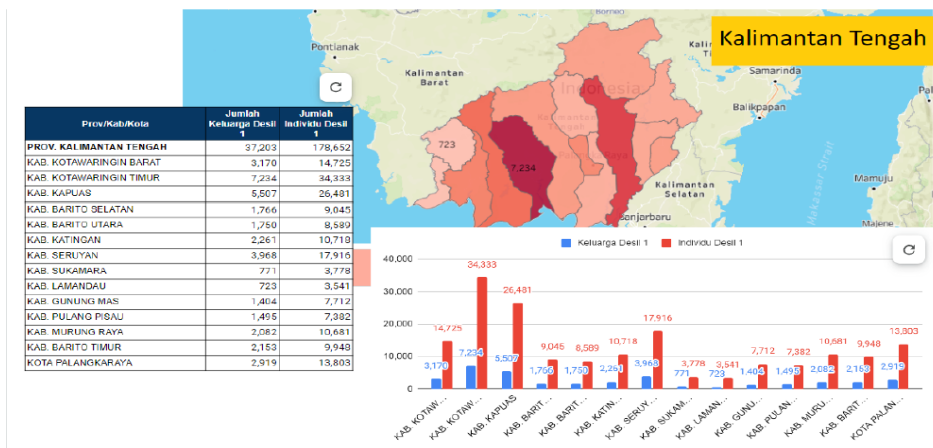 Kalimantan Tengah
Pontianak
Kalimantan
Barat
Samarinda
Balikpapan
Indonesia
723
7,234
Kalimantan
Selatan
Banjarbaru
Makassar Strait
Mamuju
Majene
Prov/Kab/Kota Jumlah Keluarga Desil 1 Jumlah Individu Desil 1
PROV. KALIMANTAN TENGAH 37,203 178,652
KAB. KOTAWARINGIN BARAT 3,170 14,725
KAB. KOTAWARINGIN TIMUR 7,234 34,333
KAB. KAPUAS 5,507 26,481
KAB. BARITO SELATAN 1,766 9,045
KAB. BARITO UTARA 1,750 8,589
KAB. KATINGAN 2,261 10,718
KAB. SERUYAN 3,968 17,916
KAB. SUKAMARA 771 3,778
KAB. LAMANDAU 723 3,541
KAB. GUNUNG MAS 1,404 7,712
KAB. PULANG PISAU 1,495 7,382
KAB. MURUNG RAYA 2,082 10,681
KAB. BARITO TIMUR 2,153 9,948
KOTA PALANGKARAYA 2,919 13,803
Keluarga Desil 1 Individu Desil 1
40,000
30,000
20,000
10,000
0
14,725 34,333 26,481 9,045 8,589 10,718 17,916 3,778 3,541 7,712 7,382 10,681 9,948 13,803
3,170 7,234 5,507 1,766 1,750 2,261 3,968 771 723 1,404 1,495 2,082 2,153 2,919
KAB. KOTAW... KAB. KOTAW... KAB. KAPUAS KAB. BARIT... KAB. BARIT... KAB. KATIN... KAB. SERUY... KAB. SUKAM... KAB. LAMAN... KAB. GUNU... KAB. PULAN... KAB. MURU... KAB. BARIT... KOTA PALAN...